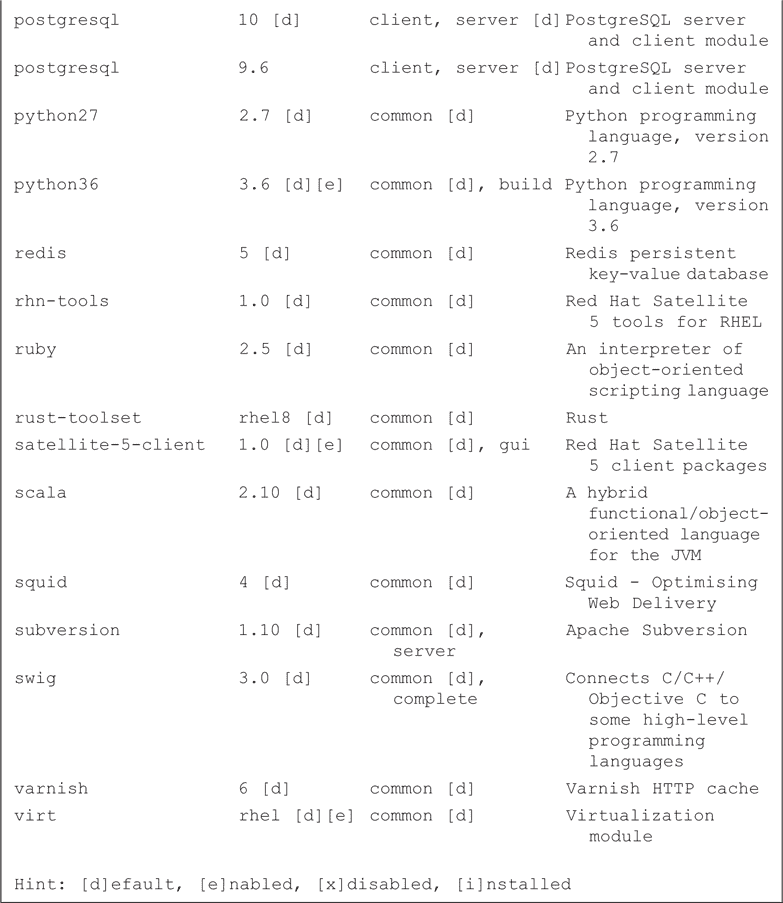 postgresql 10 [d] client, server [d] PostgreSQL server
and client module
postgresql 9.6 client, server [d] PostgreSQL server
and client module
python27 2.7 [d] common [d] Python programming
language, version
2.7
python36 3.6 [d][e] common [d], build Python programming
language, version
3.6
redis 5 [d] common [d] Redis persistent
key-value database
rhn-tools 1.0 [d] common [d] Red Hat Satellite
5 tools for RHEL
ruby 2.5 [d] common [d] An interpreter of
object-oriented
scripting language
rust-toolset rhel8 [d] common [d] Rust
satellite-5-client 1.0 [d][e] common [d], gui Red Hat Satellite
5 client packages
scala 2.10 [d] common [d] A hybrid
functional/object-
oriented language
for the JVM
squid 4 [d] common [d] Squid - Optimising
Web Delivery
subversion 1.10 [d] common [d], Apache Subversion
server
swig 3.0 [d] common [d], Connects C/C++/
complete Objective C to
some high-level
programming
languages
varnish 6 [d] common [d] Varnish HTTP cache
virt rhel [d][e] common [d] Virtualization
module
Hint: [d]efault, [e]nabled, [x]disabled, [i]nstalled